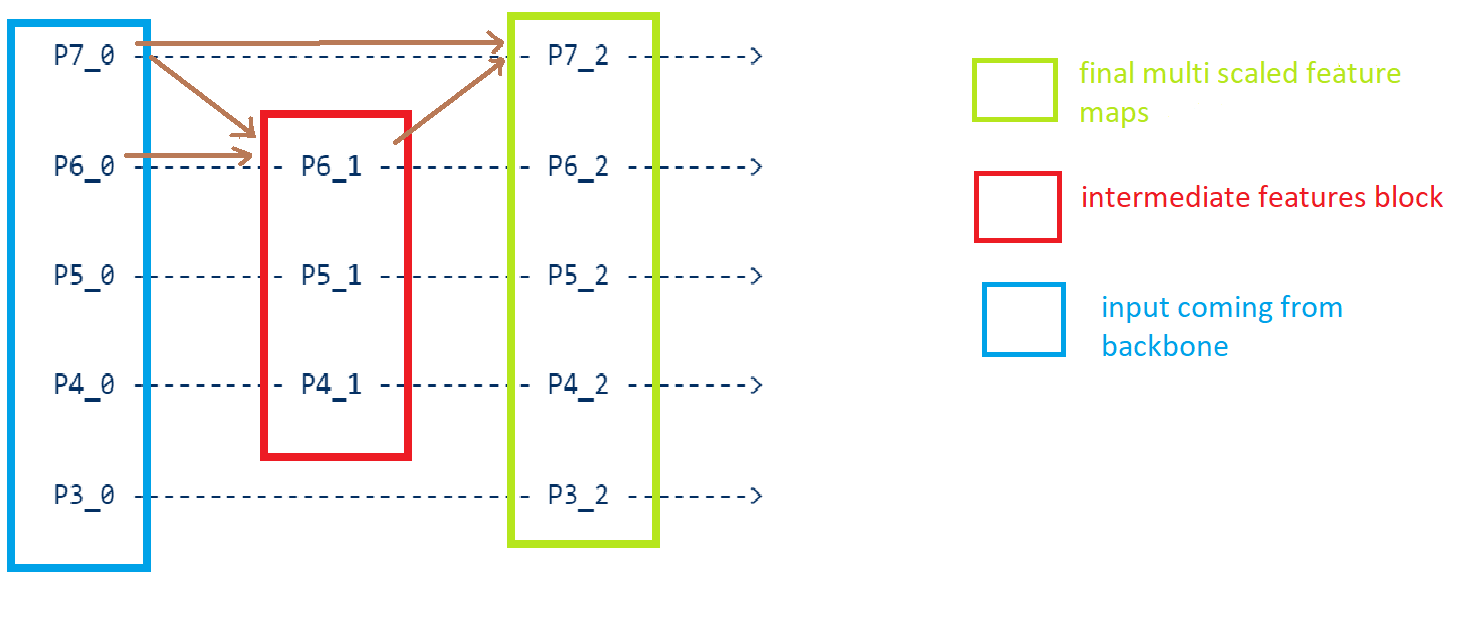 P7_0 P7_2
P6_0 P6_1 P6_2
P5_0 P5_1 P5_2
P4_0 P4_1 P4_2
P3_0 P3_2
final multi scaled feature
maps
intermediate features block
input coming from
backbone